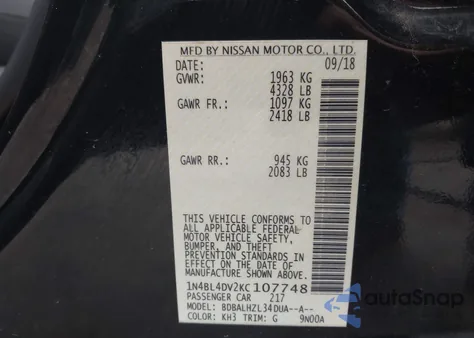 MFD BY NISSAN MOTOR CO., LTD.
DATE: 09/18
GVWR: 1963 KG
4328 LB
GAWR FR.: 1097 KG
2418 LB
GAWR RR.: 945 KG
2083 LB
THIS VEHICLE CONFORMS TO
ALL APPLICABLE FEDERAL
MOTOR VEHICLE SAFETY,
BUMPER, AND THEFT
PREVENTION STANDARDS IN
EFFECT ON THE DATE OF
MANUFACTURE SHOWN ABOVE.
1N4BL4DV2KC107748
PASSENGER CAR 217
MODEL: BDBALHZL34DUA--A--
COLOR: KH3 TRIM: G 9N00A
autoSnap